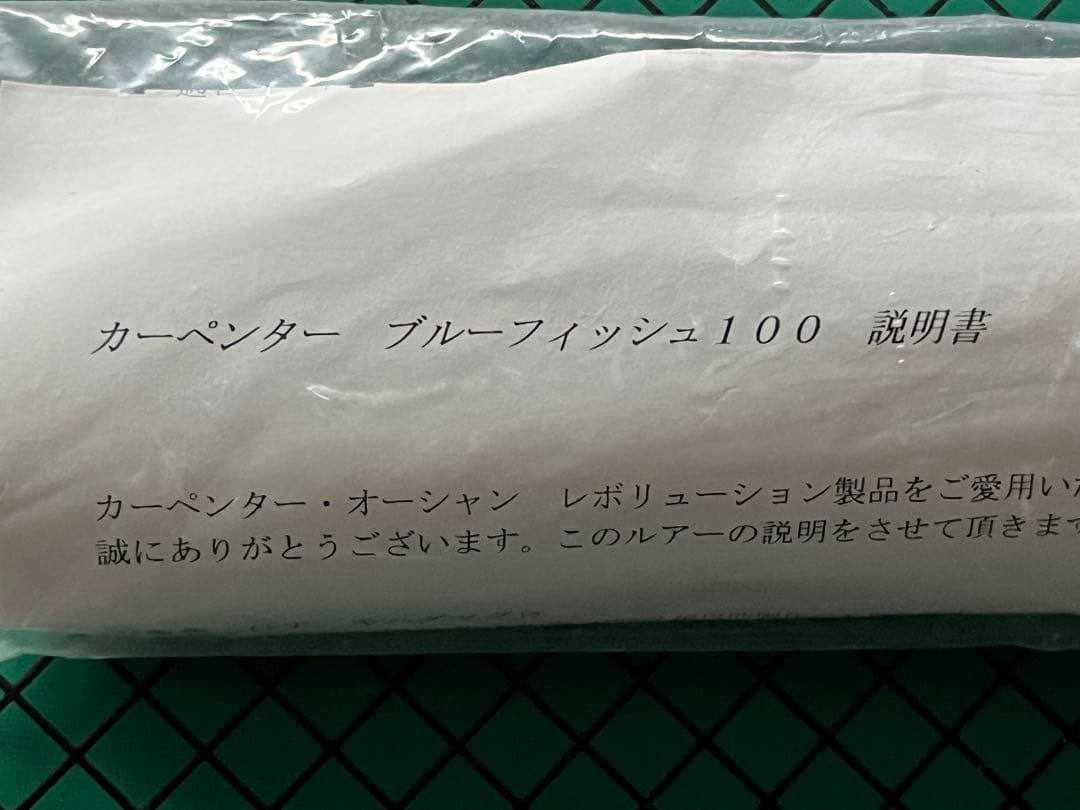 カーペンター　ブルーフィッシュ１００　説明書
カーペンター・オーシャン　レボリューション製品をご愛用い
誠にありがとうございます。このルアーの説明をさせて頂きます